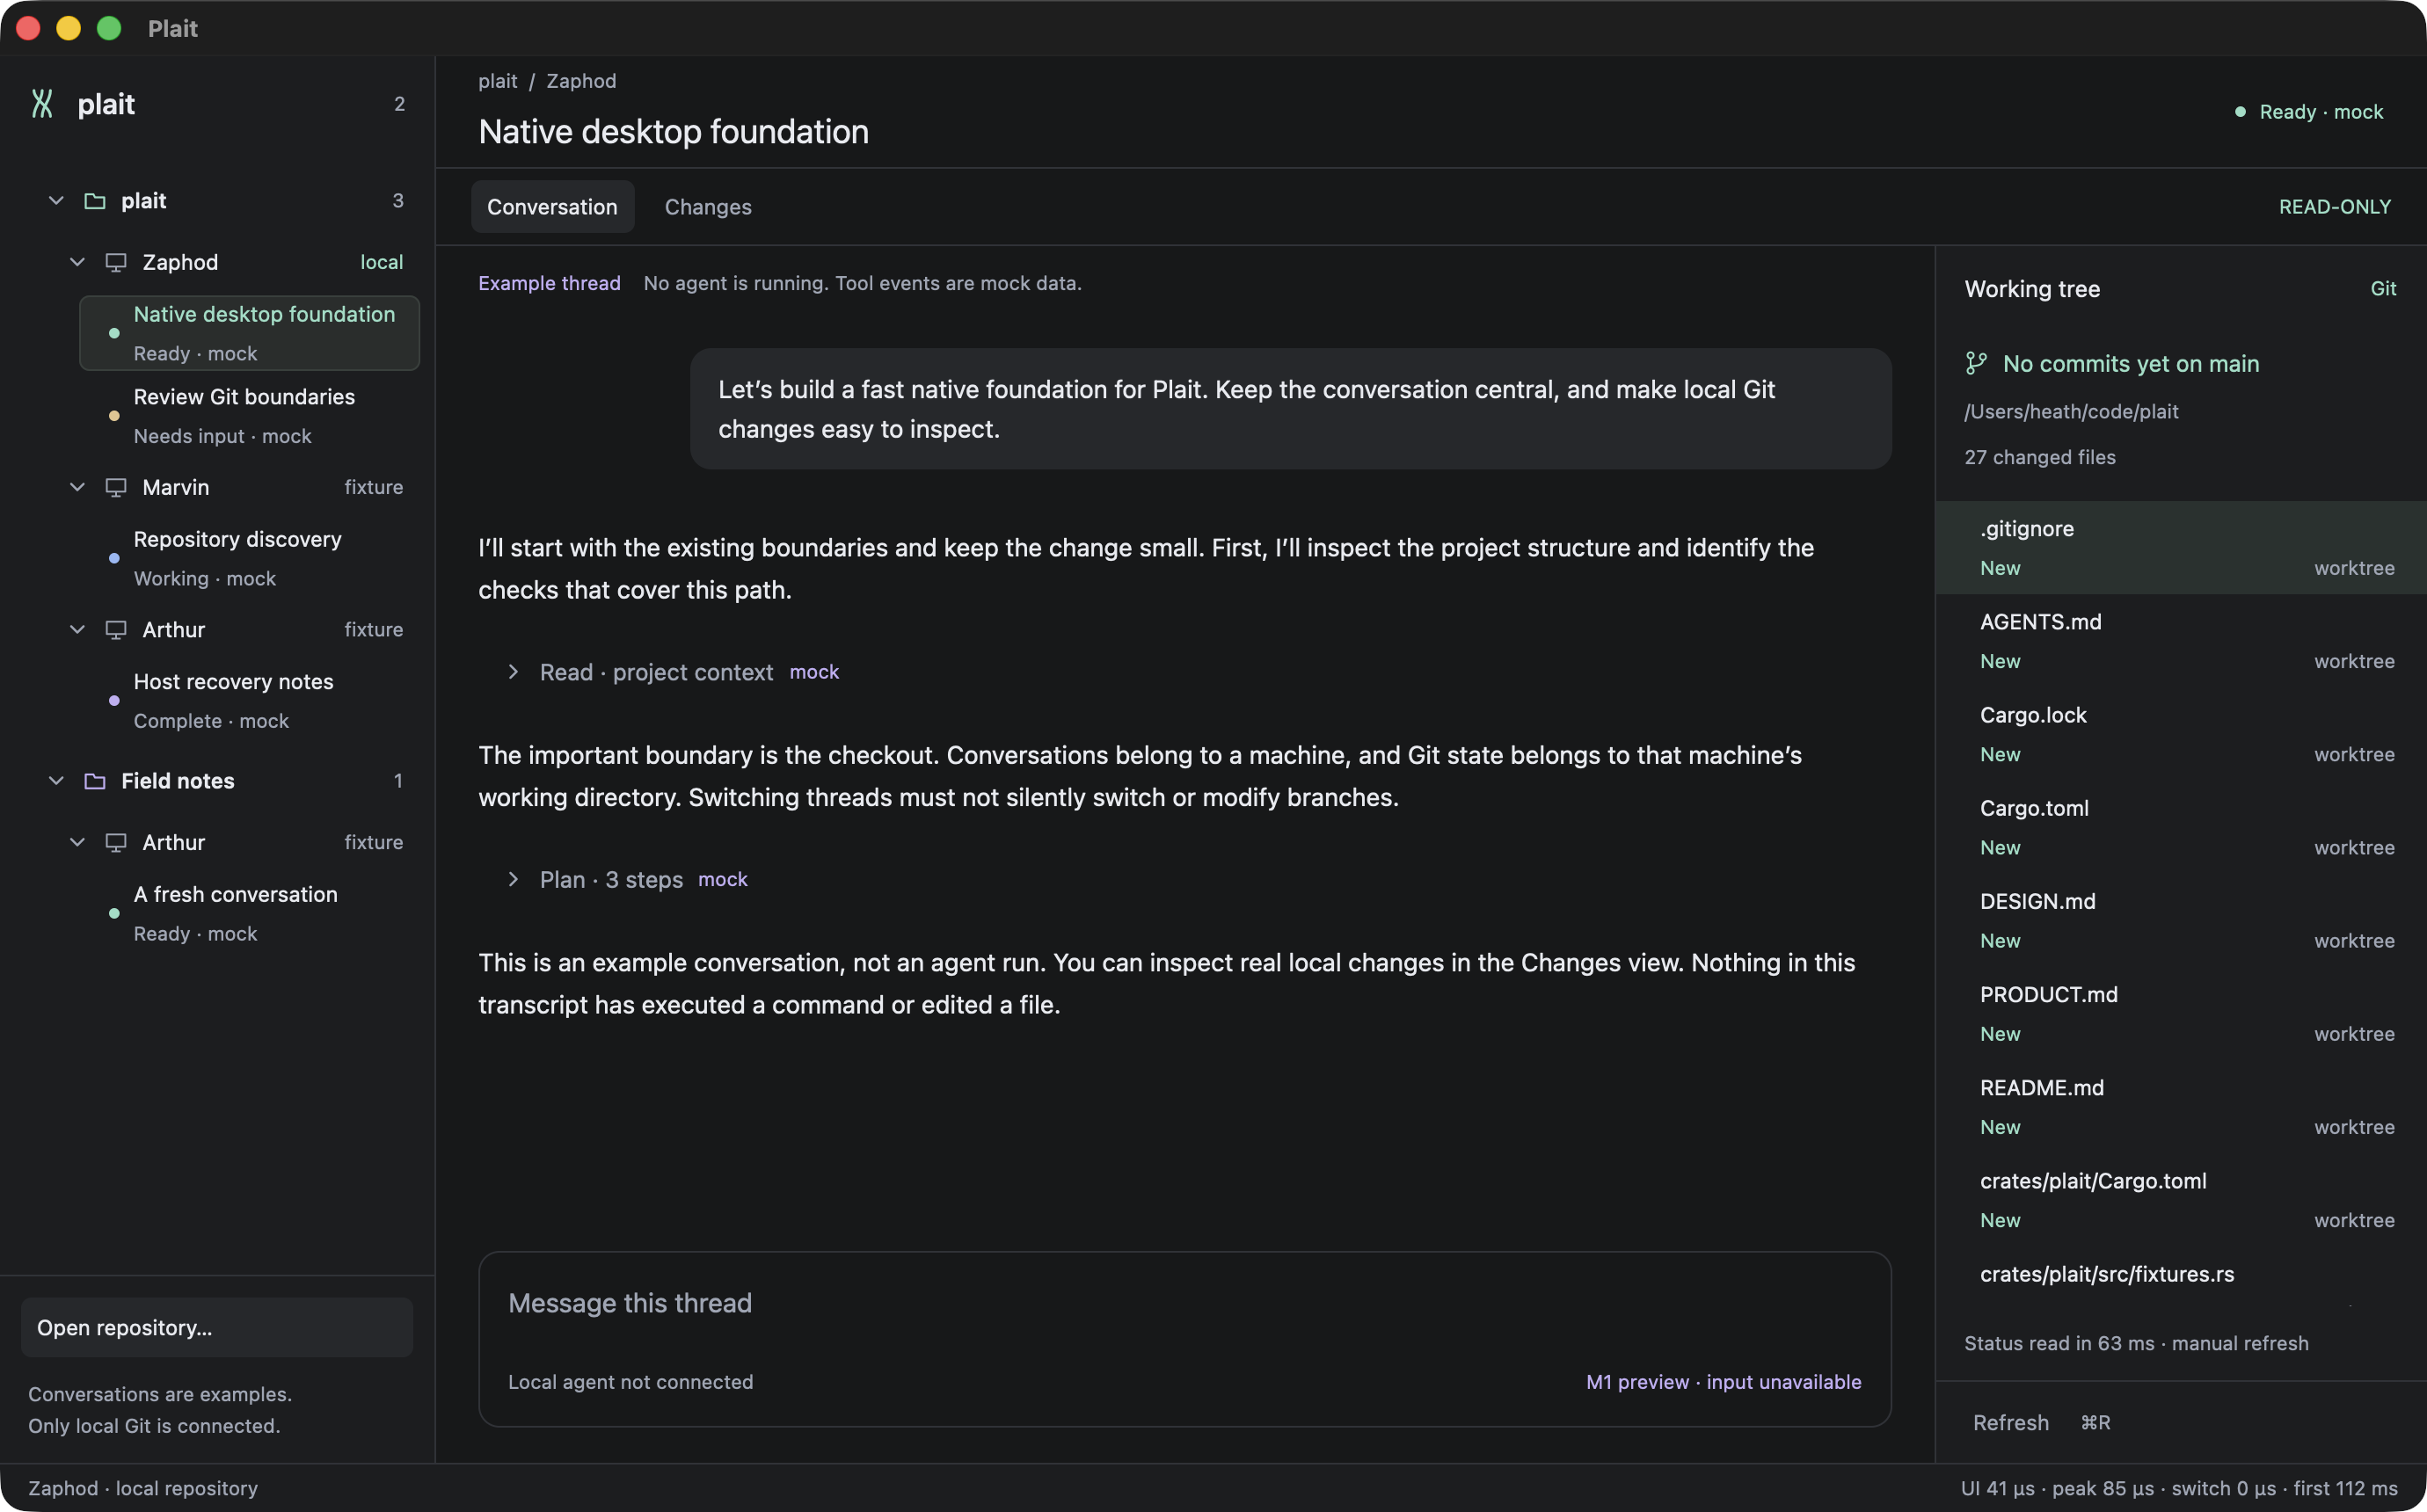 Plait
plait 2
plait 3
Zaphod local
Native desktop foundation
Ready · mock
Review Git boundaries
Needs input · mock
Marvin fixture
Repository discovery
Working · mock
Arthur fixture
Host recovery notes
Complete · mock
Field notes 1
Arthur fixture
A fresh conversation
Ready · mock
Open repository...
Conversations are examples.
Only local Git is connected.
plait / Zaphod
Native desktop foundation
Ready · mock
Conversation Changes
READ-ONLY
Example thread No agent is running. Tool events are mock data.
Let’s build a fast native foundation for Plait. Keep the conversation central, and make local Git
changes easy to inspect.
I’ll start with the existing boundaries and keep the change small. First, I’ll inspect the project structure and identify the
checks that cover this path.
Read · project context mock
The important boundary is the checkout. Conversations belong to a machine, and Git state belongs to that machine’s
working directory. Switching threads must not silently switch or modify branches.
Plan · 3 steps mock
This is an example conversation, not an agent run. You can inspect real local changes in the Changes view. Nothing in this
transcript has executed a command or edited a file.
Message this thread
Local agent not connected M1 preview · input unavailable
Working tree Git
No commits yet on main
/Users/heath/code/plait
27 changed files
.gitignore
New worktree
AGENTS.md
New worktree
Cargo.lock
New worktree
Cargo.toml
New worktree
DESIGN.md
New worktree
PRODUCT.md
New worktree
README.md
New worktree
crates/plait/Cargo.toml
New worktree
crates/plait/src/fixtures.rs
Status read in 63 ms · manual refresh
Refresh ⌘R
Zaphod · local repository
UI 41 µs · peak 85 µs · switch 0 µs · first 112 ms